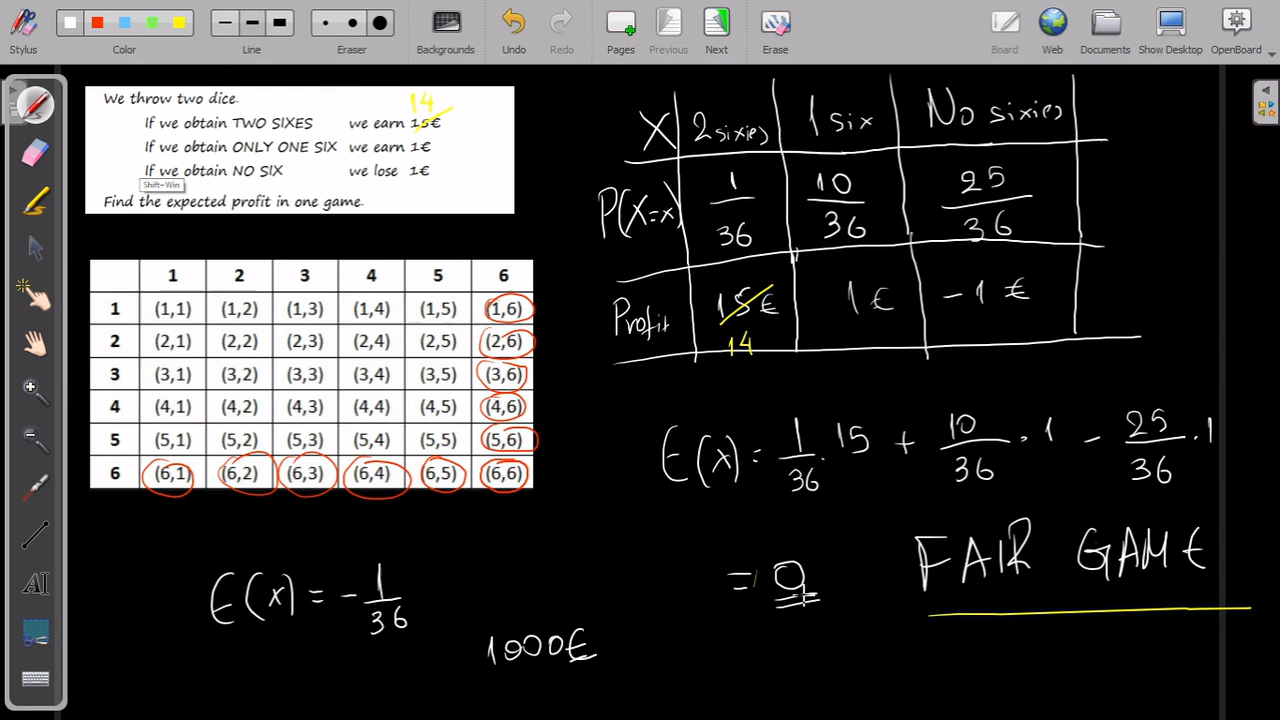 Stylus Color Line Eraser Backgrounds Undo Redo Pages Previous Next Erase Board Web Documents Show Desktop OpenBoard
We throw two dice.
14
If we obtain TWO SIXES we earn 15€
If we obtain ONLY ONE SIX we earn 1€
If we obtain NO SIX we lose 1€
Shift+Win
Find the expected profit in one game.
1 2 3 4 5 6
1 (1,1) (1,2) (1,3) (1,4) (1,5) (1,6)
2 (2,1) (2,2) (2,3) (2,4) (2,5) (2,6)
3 (3,1) (3,2) (3,3) (3,4) (3,5) (3,6)
4 (4,1) (4,2) (4,3) (4,4) (4,5) (4,6)
5 (5,1) (5,2) (5,3) (5,4) (5,5) (5,6)
6 (6,1) (6,2) (6,3) (6,4) (6,5) (6,6)
X 2 sixies 1 six No sixies
P(X=x) 1/36 10/36 25/36
Profit 15€ 1€ -1€
14
E(x) = 1/36 · 15 + 10/36 · 1 - 25/36 · 1
= 0 FAIR GAME
E(x) = - 1/36
1000€
AI